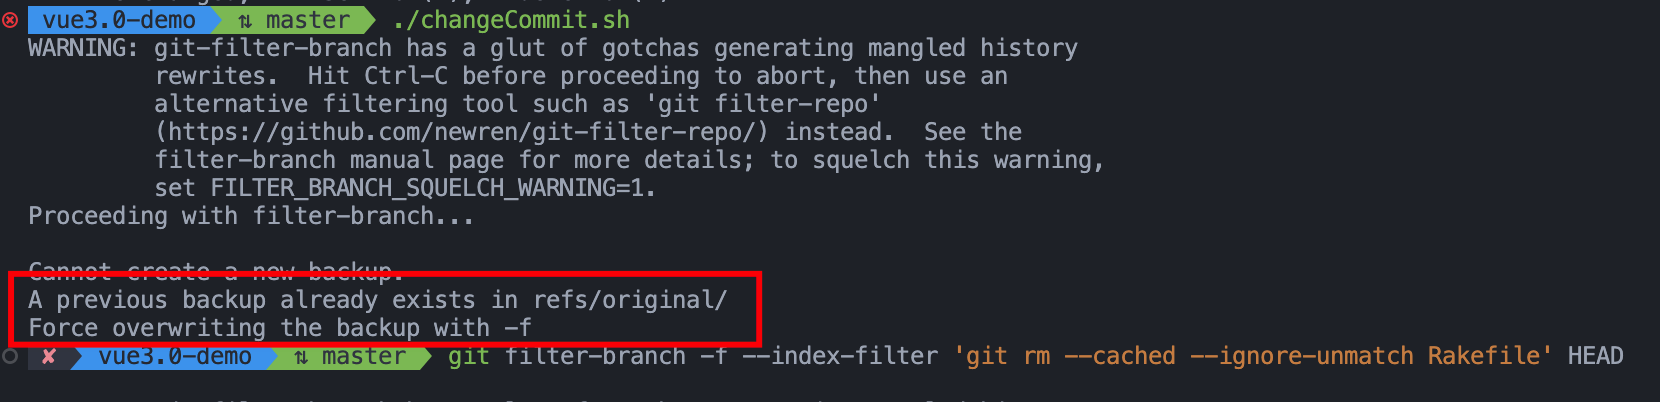 vue3.0-demo ⇅ master ./changeCommit.sh
WARNING: git-filter-branch has a glut of gotchas generating mangled history
rewrites.  Hit Ctrl-C before proceeding to abort, then use an
alternative filtering tool such as 'git filter-repo'
(https://github.com/newren/git-filter-repo/) instead.  See the
filter-branch manual page for more details; to squelch this warning,
set FILTER_BRANCH_SQUELCH_WARNING=1.
Proceeding with filter-branch...
Cannot create a new backup.
A previous backup already exists in refs/original/
Force overwriting the backup with -f
✘ vue3.0-demo ⇅ master git filter-branch -f --index-filter 'git rm --cached --ignore-unmatch Rakefile' HEAD